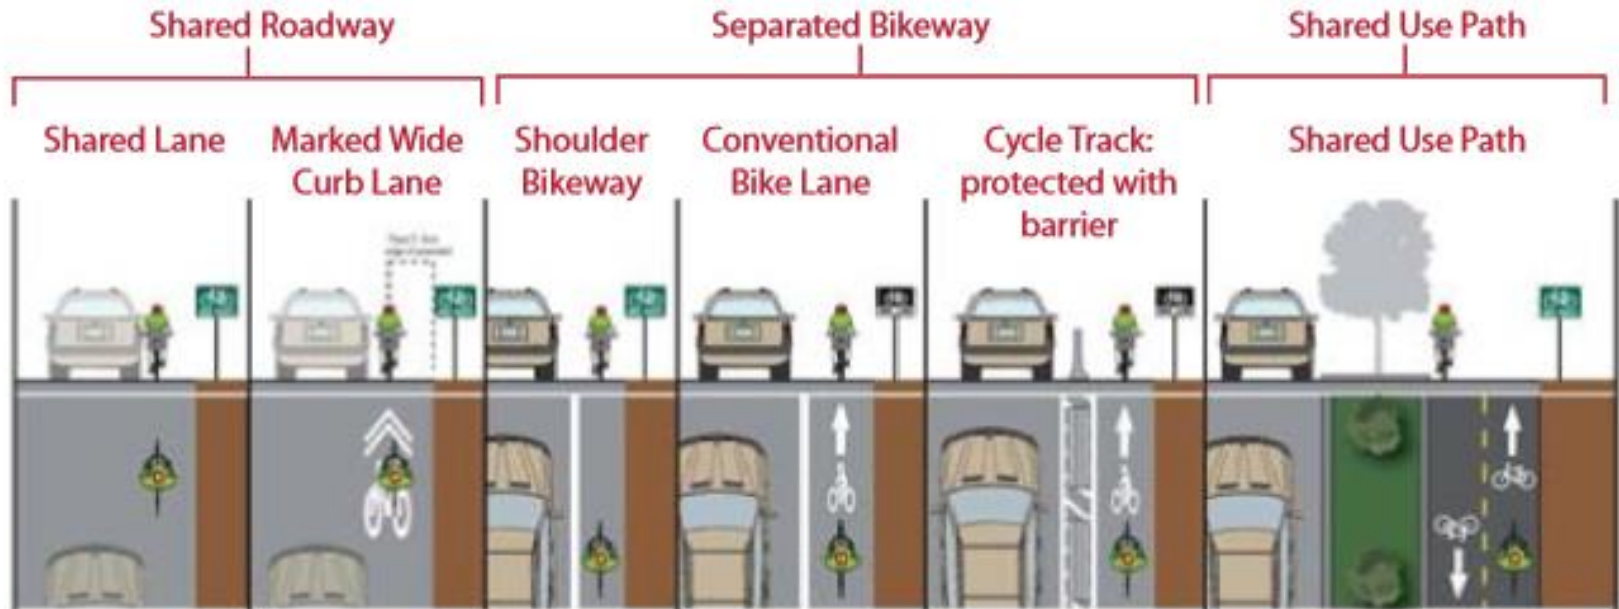 Shared Roadway
Separated Bikeway
Shared Use Path
Shared Lane
Marked Wide
Curb Lane
Shoulder
Bikeway
Conventional
Bike Lane
Cycle Track:
protected with
barrier
Shared Use Path